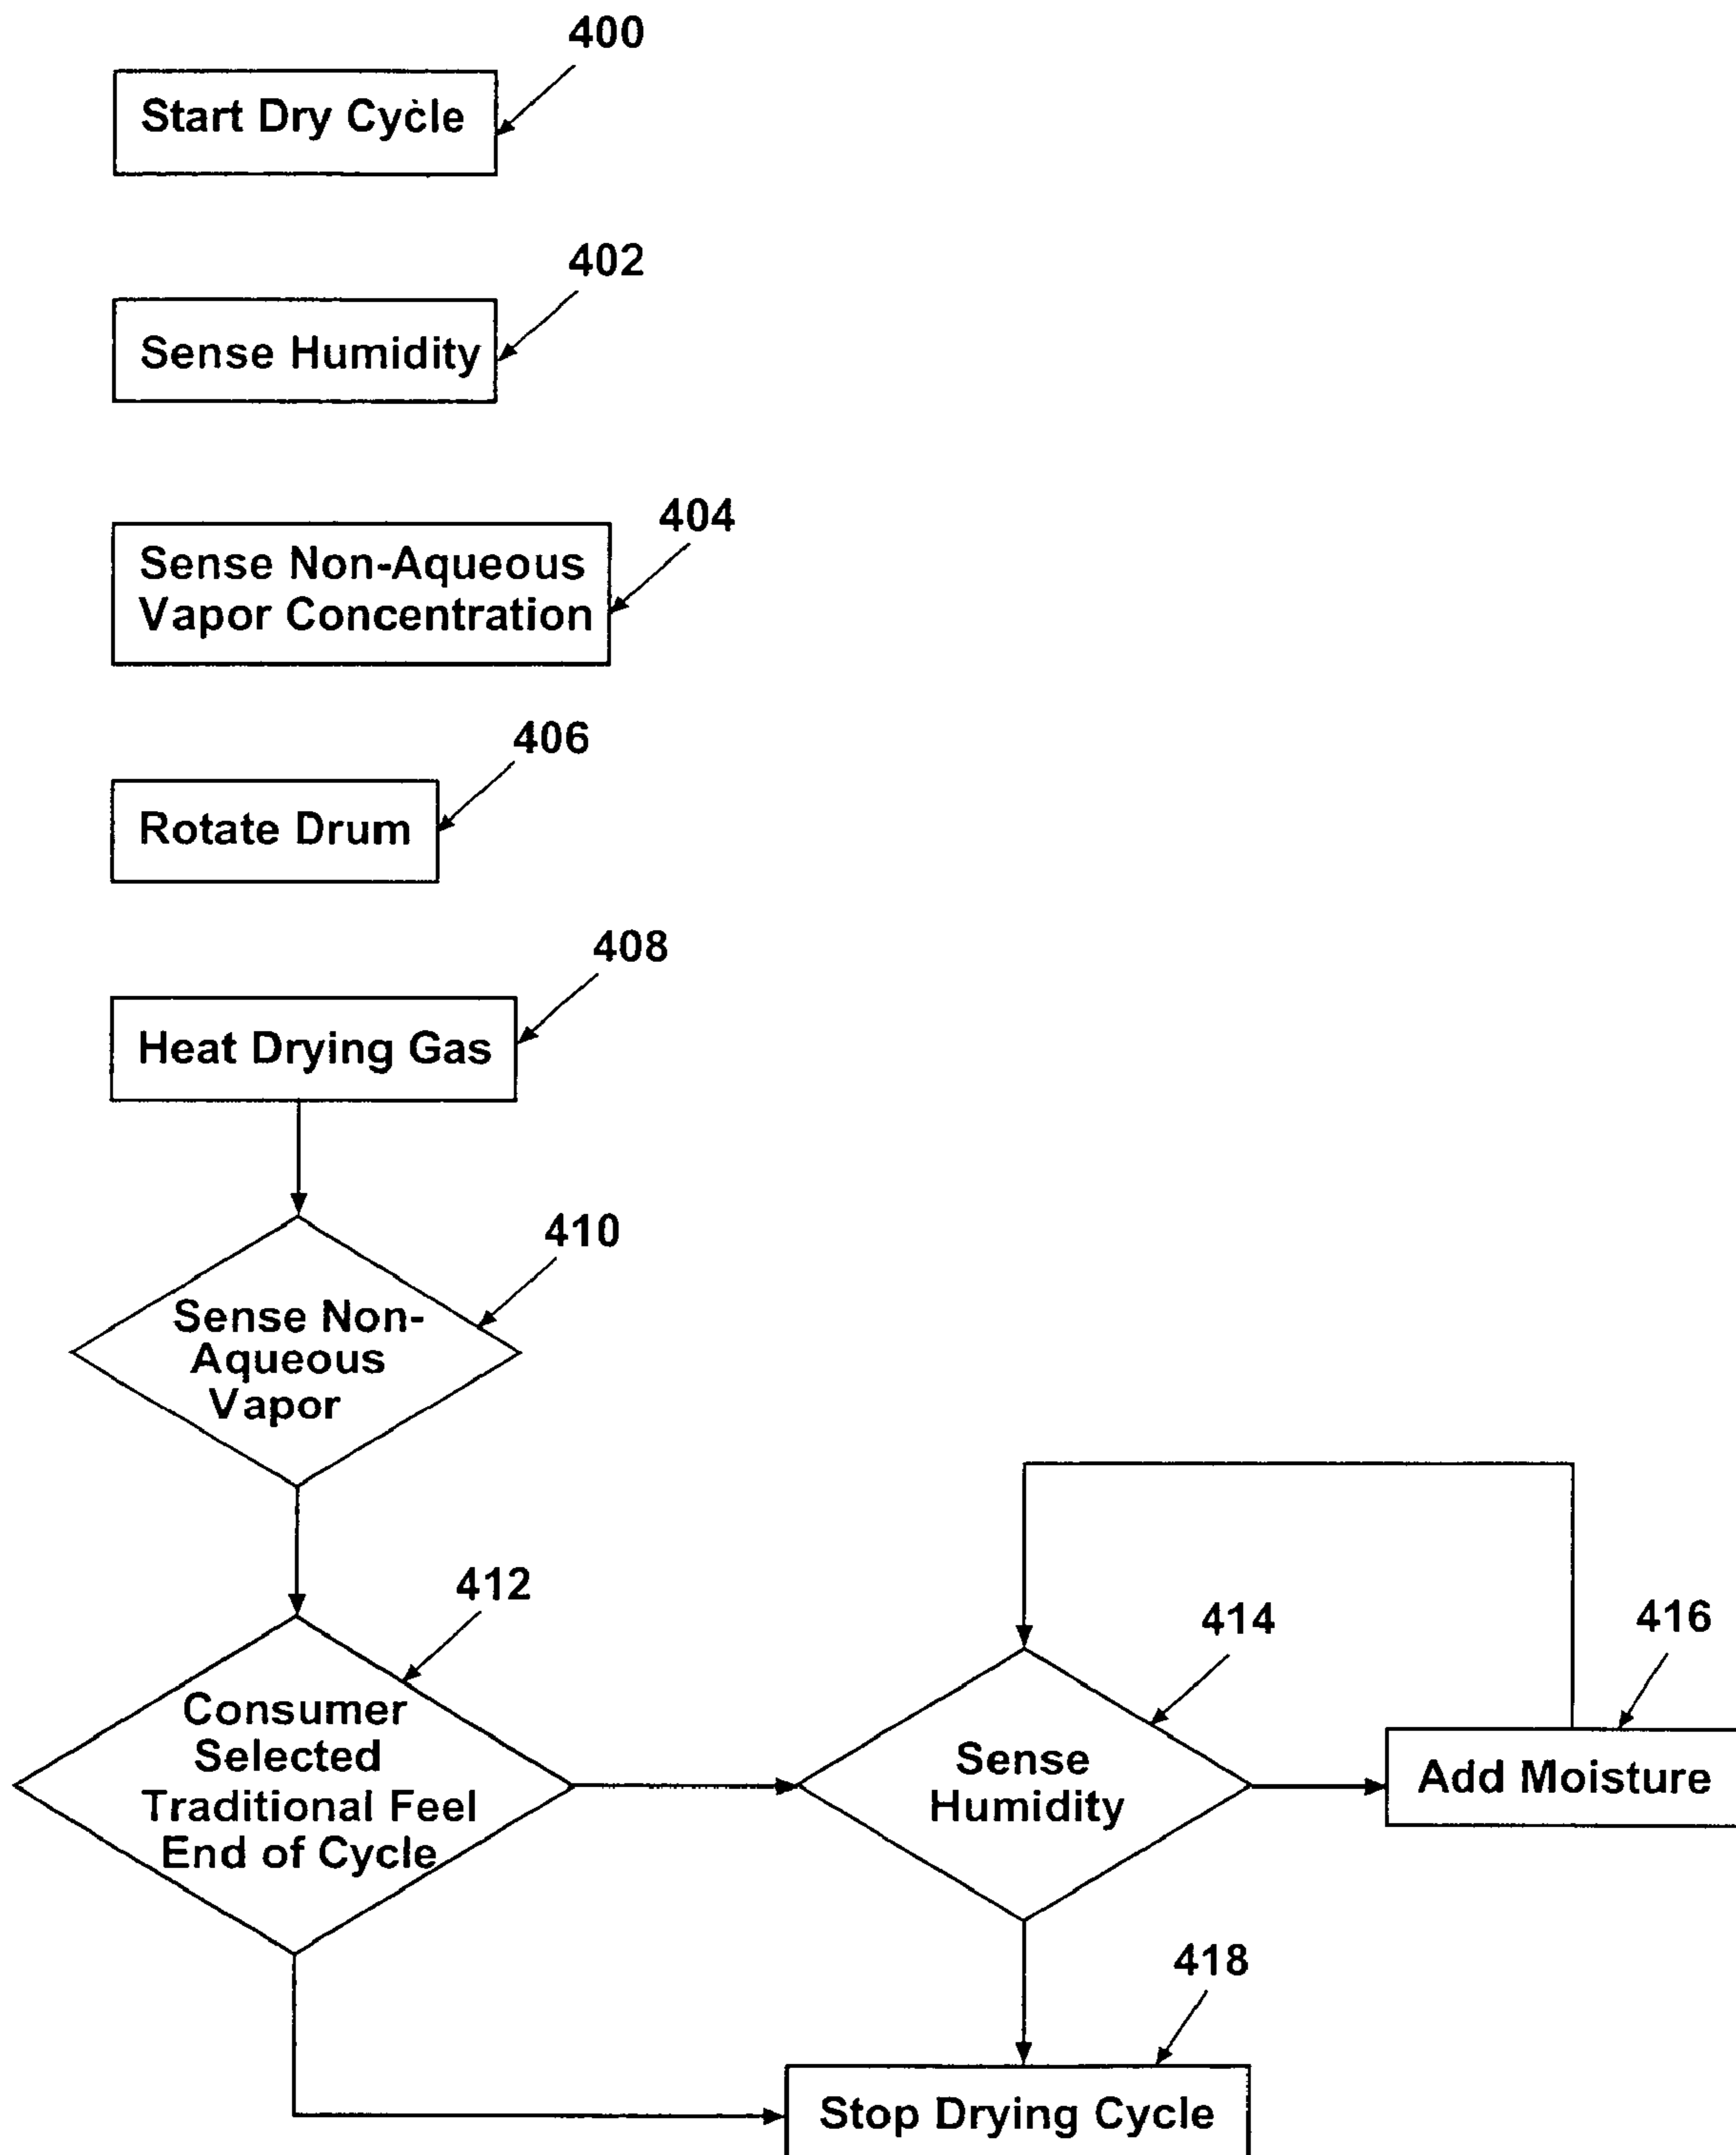 400
Start Dry Cycle
402
Sense Humidity
404
Sense Non-Aqueous
Vapor Concentration
406
Rotate Drum
408
Heat Drying Gas
410
Sense Non-
Aqueous
Vapor
412
Consumer
Selected
Traditional Feel
End of Cycle
414
Sense
Humidity
416
Add Moisture
418
Stop Drying Cycle